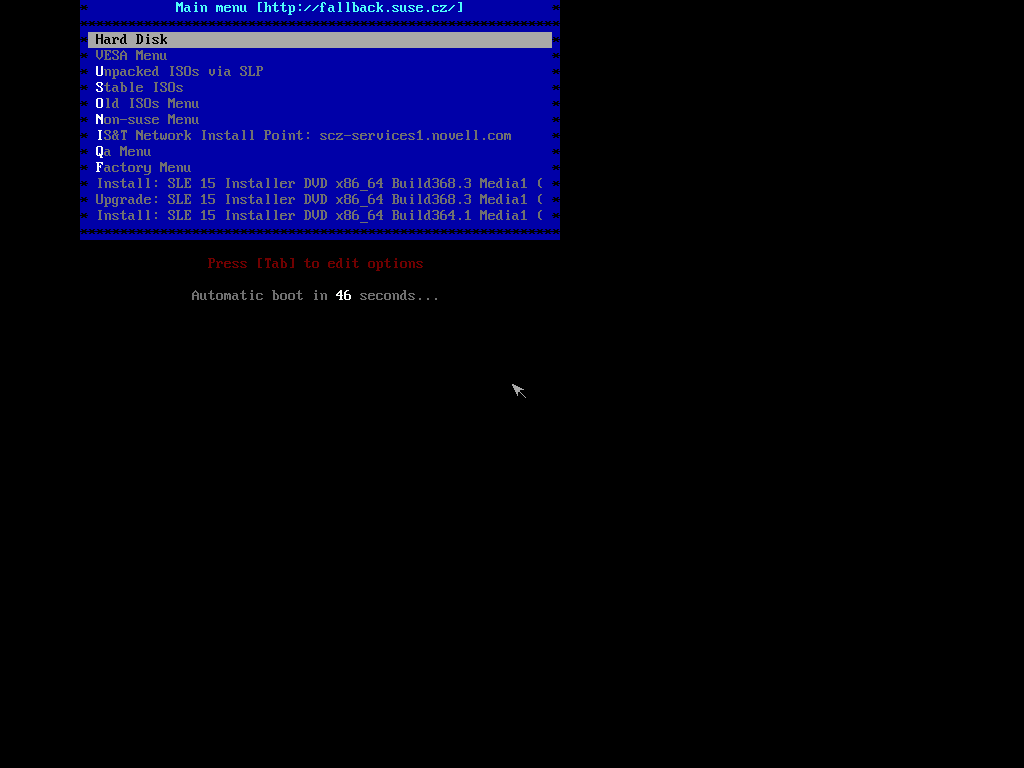 Main menu [http://fallback.suse.cz/]
Hard Disk
VESA Menu
Unpacked ISOs via SLP
Stable ISOs
Old ISOs Menu
Non-suse Menu
IS&T Network Install Point: scz-services1.novell.com
Qa Menu
Factory Menu
Install: SLE 15 Installer DVD x86_64 Build368.3 Media1 (
Upgrade: SLE 15 Installer DVD x86_64 Build368.3 Media1 (
Install: SLE 15 Installer DVD x86_64 Build364.1 Media1 (
Press [Tab] to edit options
Automatic boot in 46 seconds...